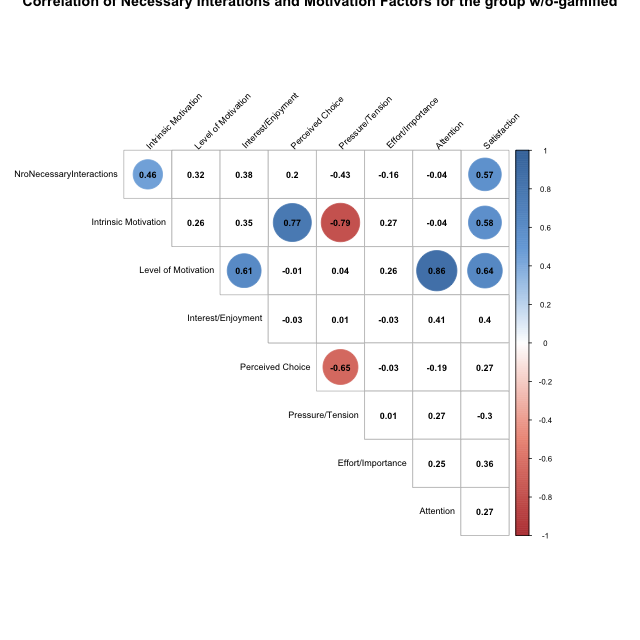 Correlation of Necessary Interations and Motivation Factors for the group w/o-gamified
Intrinsic Motivation
Level of Motivation
Interest/Enjoyment
Perceived Choice
Pressure/Tension
Effort/Importance
Attention
Satisfaction
NroNecessaryInteractions 0.46 0.32 0.38 0.2 -0.43 -0.16 -0.04 0.57
Intrinsic Motivation 0.26 0.35 0.77 -0.79 0.27 -0.04 0.58
Level of Motivation 0.61 -0.01 0.04 0.26 0.86 0.64
Interest/Enjoyment -0.03 0.01 -0.03 0.41 0.4
Perceived Choice -0.65 -0.03 -0.19 0.27
Pressure/Tension 0.01 0.27 -0.3
Effort/Importance 0.25 0.36
Attention 0.27
1
0.8
0.6
0.4
0.2
0
-0.2
-0.4
-0.6
-0.8
-1